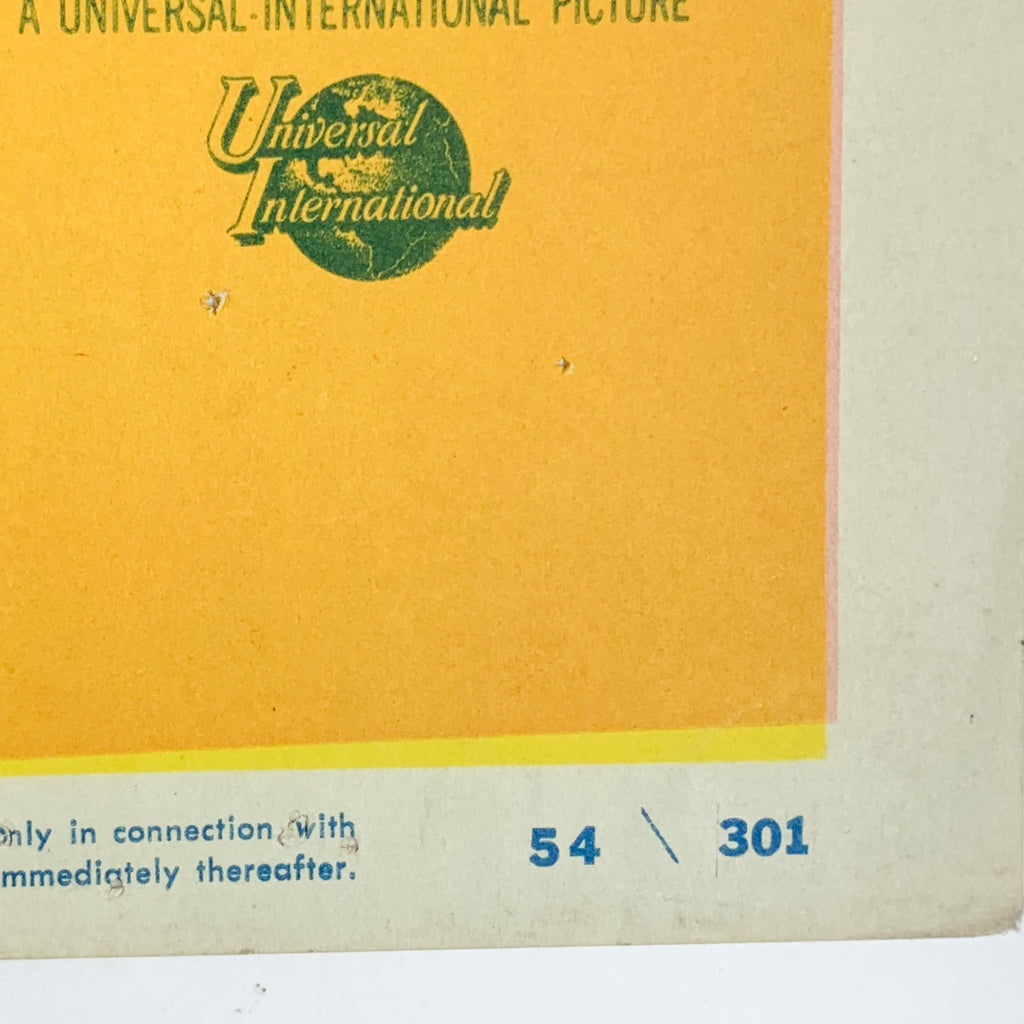 A UNIVERSAL-INTERNATIONAL PICTURE
Universal
International
only in connection with
immediately thereafter.
54 \ 301